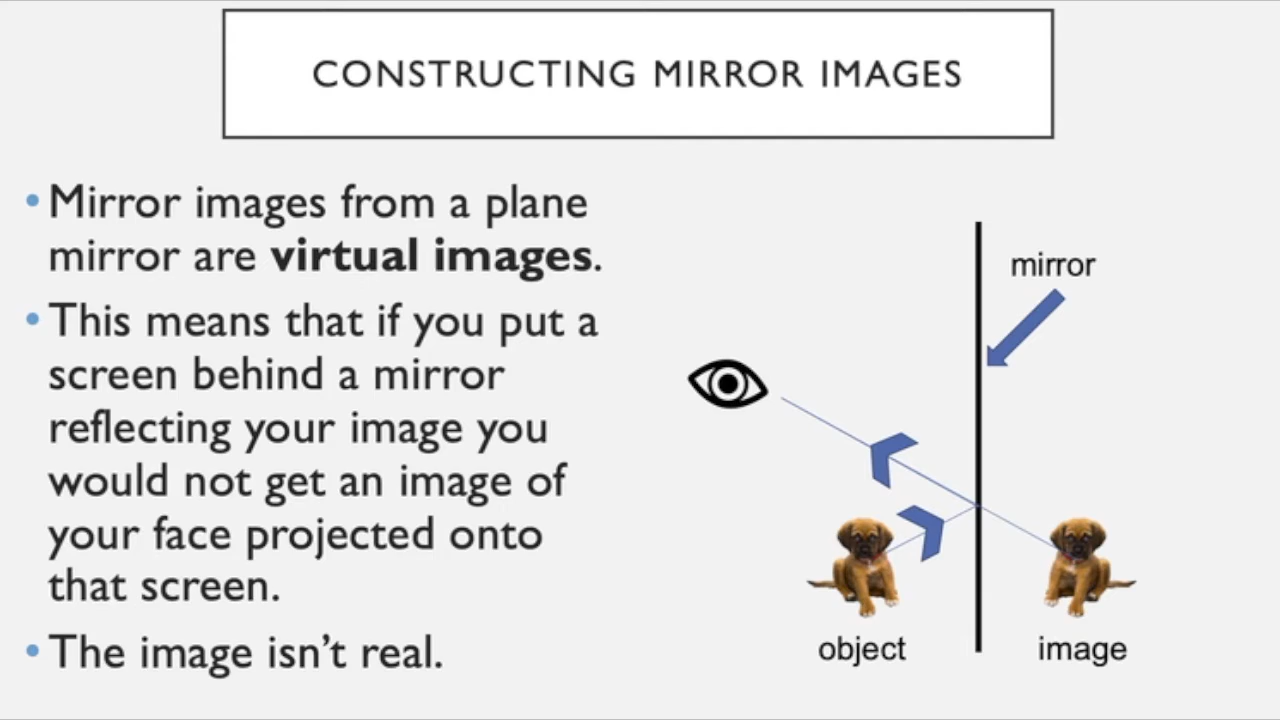 CONSTRUCTING MIRROR IMAGES
• Mirror images from a plane
mirror are virtual images.
• This means that if you put a
screen behind a mirror
reflecting your image you
would not get an image of
your face projected onto
that screen.
• The image isn’t real.
mirror
object
image